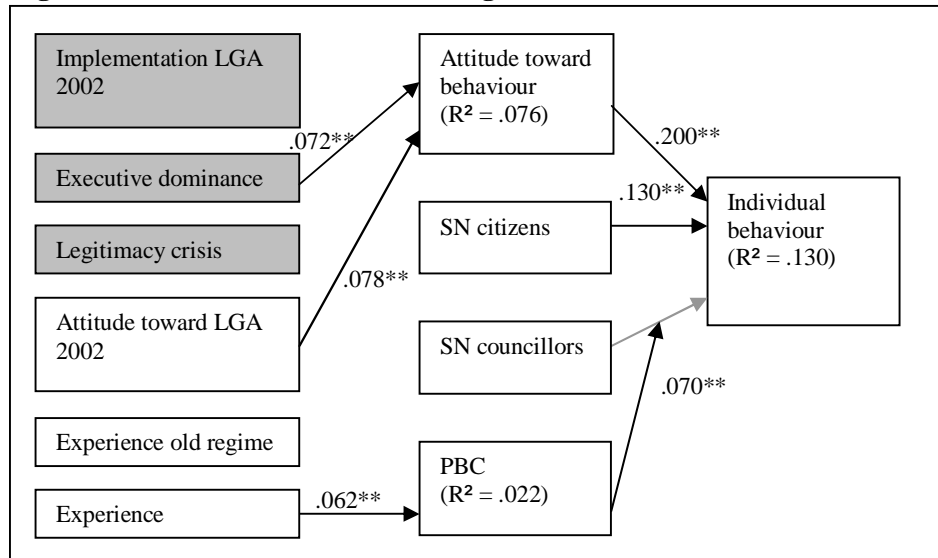 Implementation LGA
2002
Executive dominance
Legitimacy crisis
Attitude toward LGA
2002
Experience old regime
Experience
.072**
.078**
.062**
Attitude toward
behaviour
(R² = .076)
SN citizens
SN councillors
PBC
(R² = .022)
.200**
.130**
.070**
Individual
behaviour
(R² = .130)